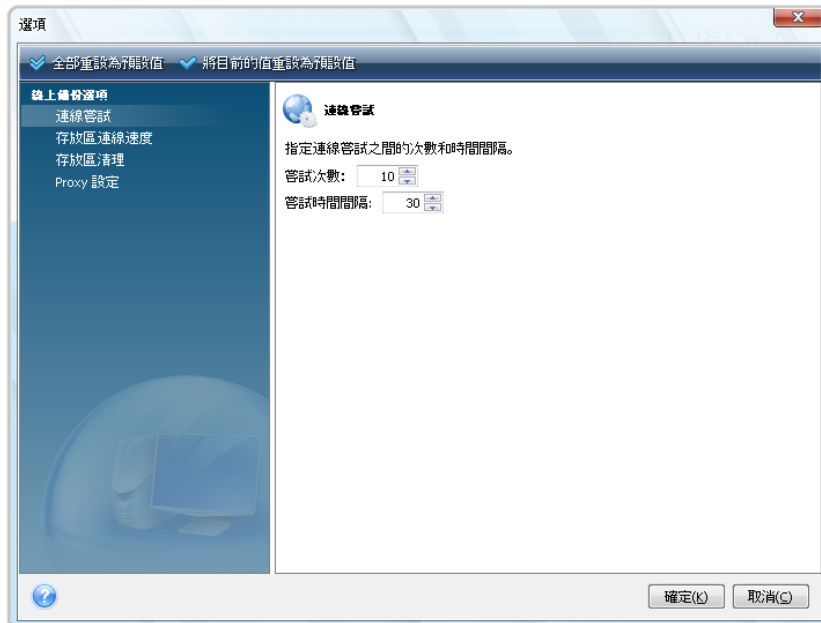 選項
全部重設為預設值 將目前的值重設為預設值
線上備份選項
連線嘗試
存放區連線速度
存放區清理
Proxy 設定
連線嘗試
指定連線嘗試之間的次數和時間間隔。
嘗試次數: 10
嘗試時間間隔: 30
確定(K) 取消(C)